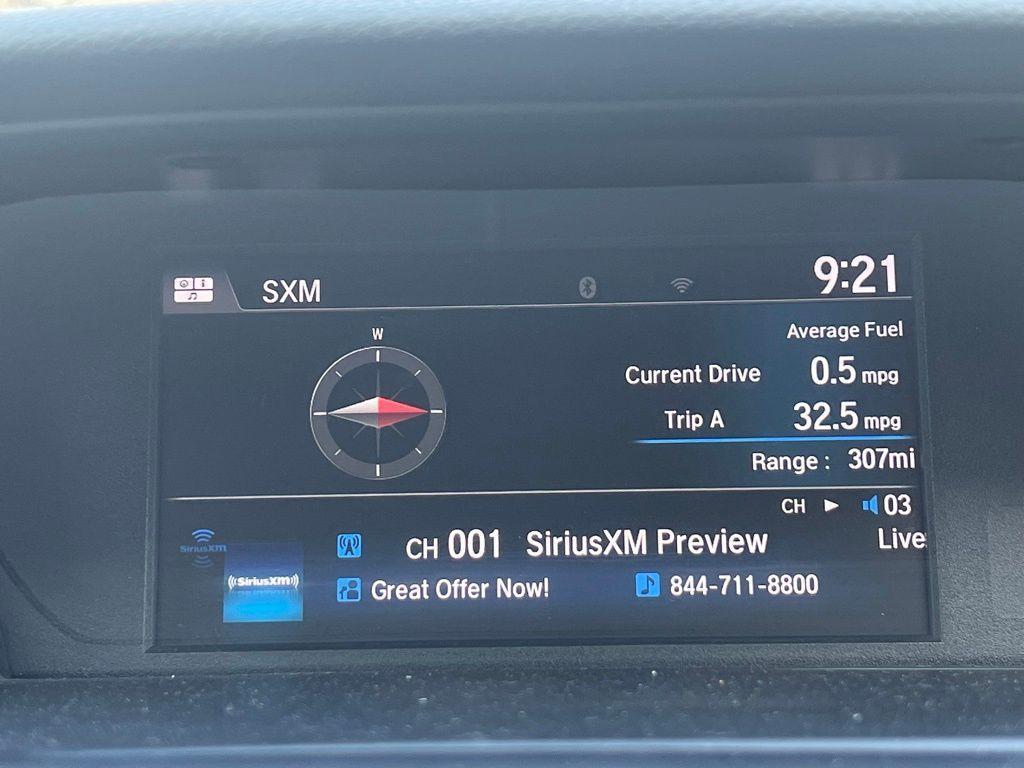 SXM
9:21
W
Average Fuel
Current Drive 0.5 mpg
Trip A 32.5 mpg
Range : 307mi
CH 03
SiriusXM
CH 001 SiriusXM Preview Live
((SiriusXM))
Great Offer Now! 844-711-8800